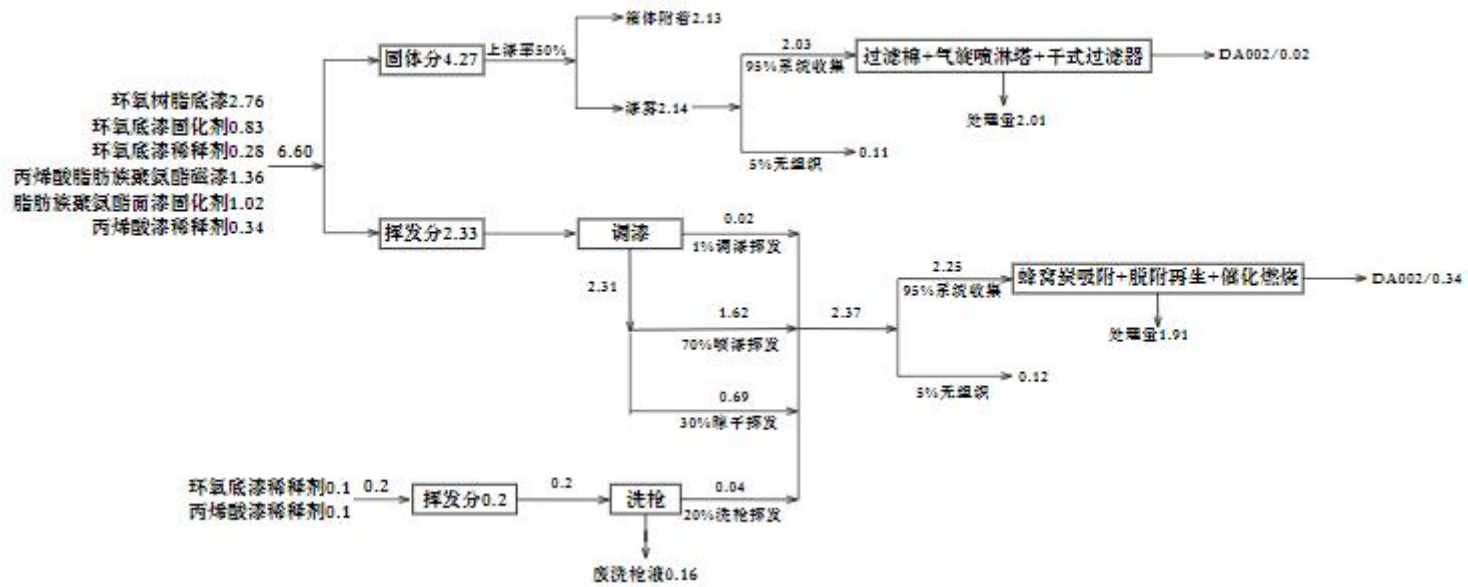 箱体附着2.13
固体分4.27
上漆率50%
2.03
95%系统收集
过滤棉+气旋喷淋塔+干式过滤器
DA002/0.02
处理量2.01
漆雾2.14
5%无组织
0.11
环氧树脂底漆2.76
环氧底漆固化剂0.83
环氧底漆稀释剂0.28
丙烯酸脂肪族聚氨酯磁漆1.36
脂肪族聚氨酯面漆固化剂1.02
丙烯酸漆稀释剂0.34
6.60
挥发分2.33
调漆
0.02
1%调漆挥发
2.31
1.62
70%喷漆挥发
0.69
30%晾干挥发
2.37
2.25
95%系统收集
蜂窝炭吸附+脱附再生+催化燃烧
DA002/0.34
处理量1.91
5%无组织
0.12
环氧底漆稀释剂0.1
丙烯酸漆稀释剂0.1
0.2
挥发分0.2
0.2
洗枪
0.04
20%洗枪挥发
废洗枪液0.16